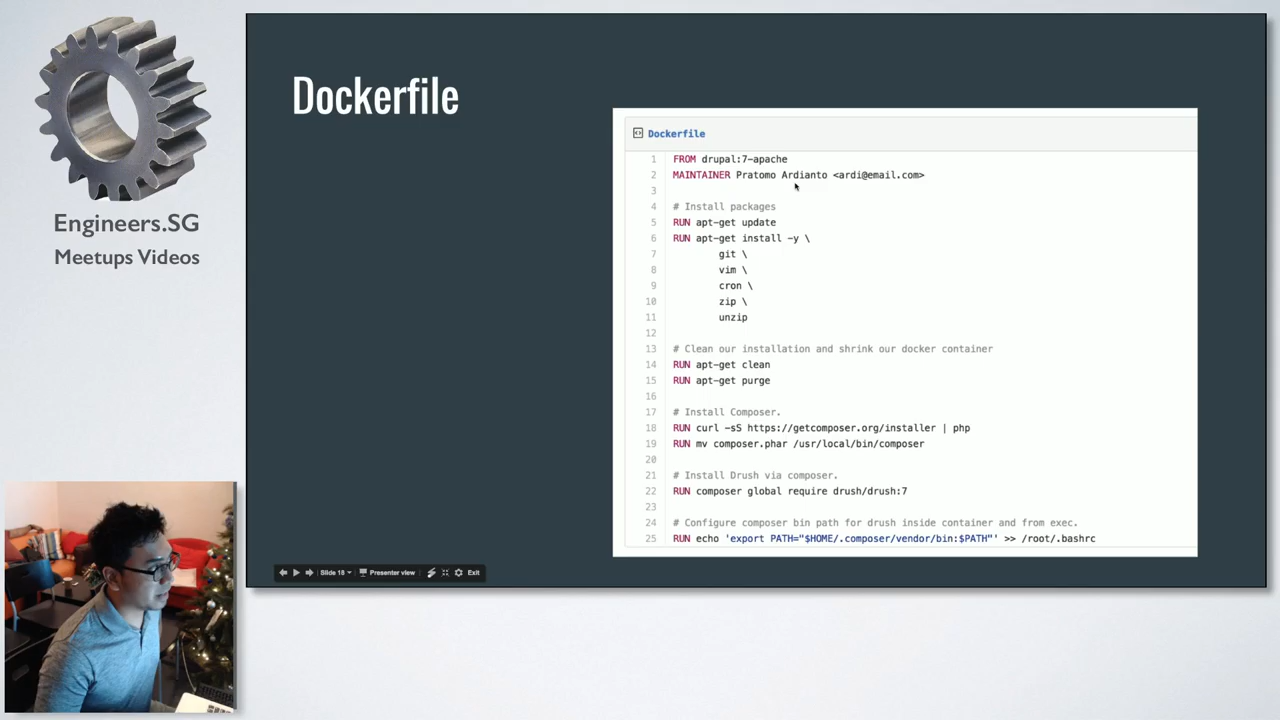 Engineers.SG
Meetups Videos
Dockerfile
Dockerfile
1 FROM drupal:7-apache
2 MAINTAINER Pratomo Ardianto <ardi@email.com>
3
4 # Install packages
5 RUN apt-get update
6 RUN apt-get install -y \
7 git \
8 vim \
9 cron \
10 zip \
11 unzip
12
13 # Clean our installation and shrink our docker container
14 RUN apt-get clean
15 RUN apt-get purge
16
17 # Install Composer.
18 RUN curl -sS https://getcomposer.org/installer | php
19 RUN mv composer.phar /usr/local/bin/composer
20
21 # Install Drush via composer.
22 RUN composer global require drush/drush:7
23
24 # Configure composer bin path for drush inside container and from exec.
25 RUN echo 'export PATH="$HOME/.composer/vendor/bin:$PATH"' >> /root/.bashrc
Slide 18 Presenter view Exit